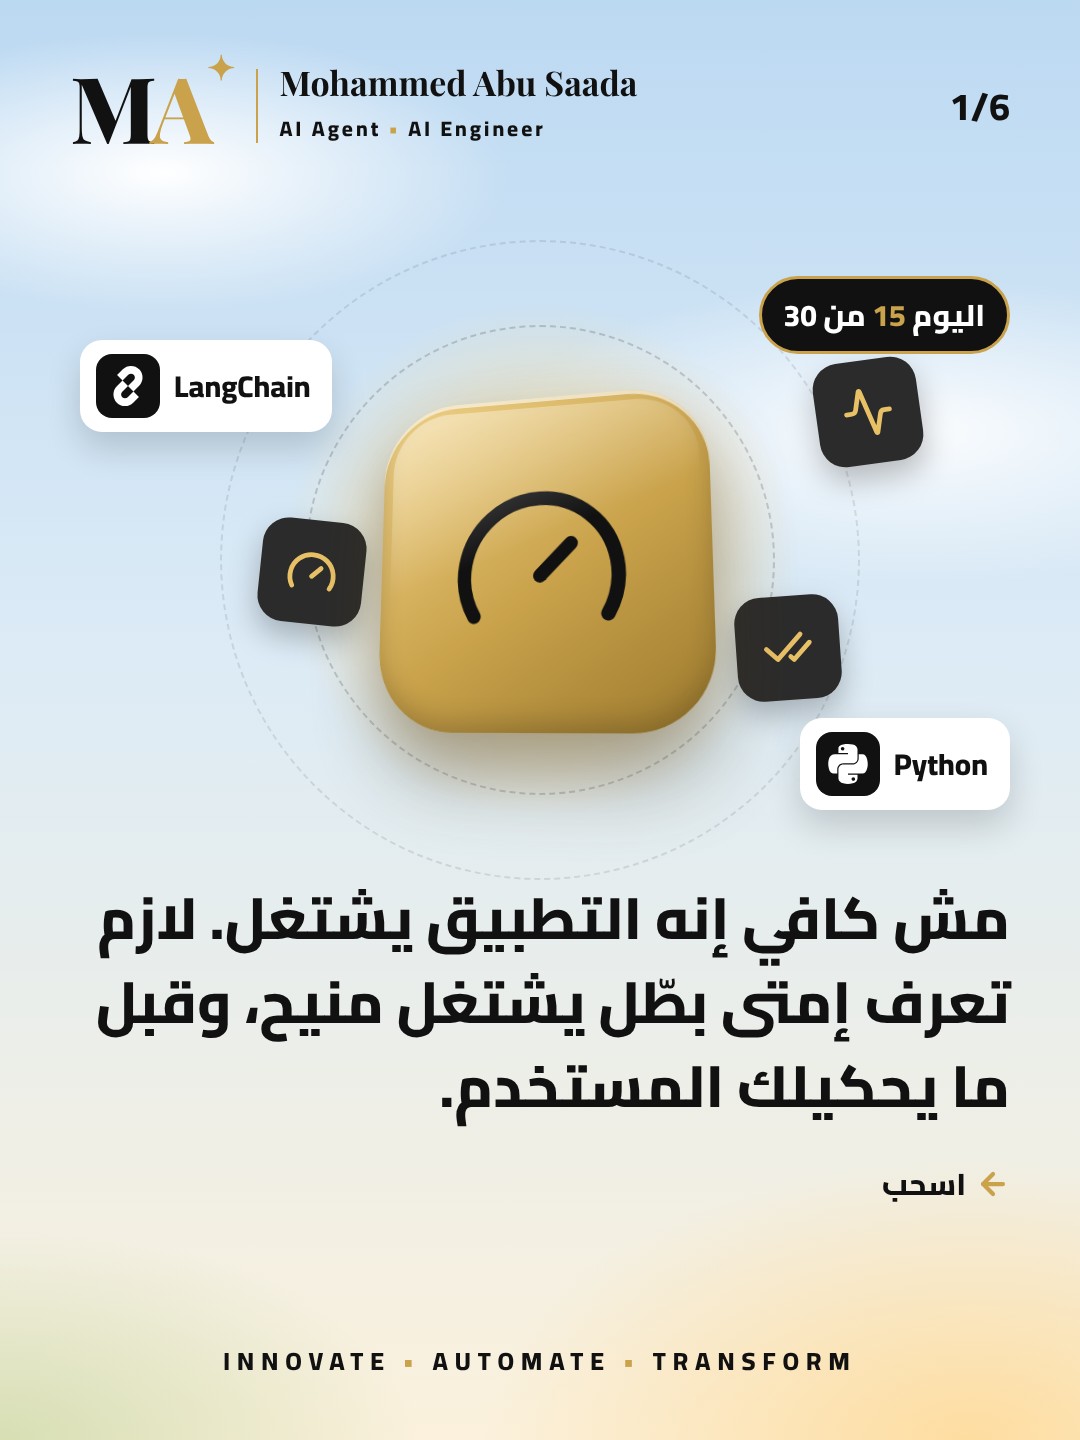 MA
Mohammed Abu Saada
AI Agent ▪ AI Engineer
1/6
اليوم 15 من 30
LangChain
Python
مش كافي إنه التطبيق يشتغل. لازم
تعرف إمتى بطّل يشتغل منيح، وقبل
ما يحكيلك المستخدم.
اسحب
INNOVATE ▪ AUTOMATE ▪ TRANSFORM